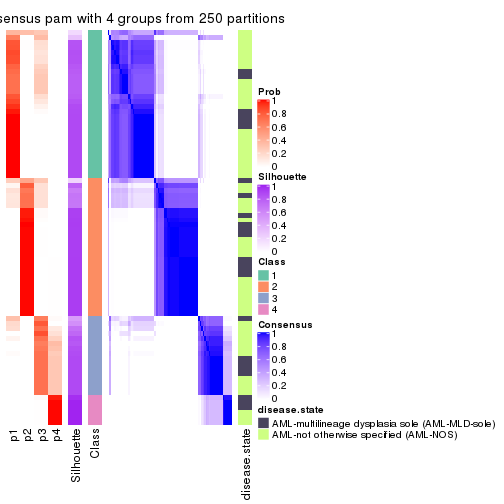 sensus pam with 4 groups from 250 partitions
Prob
1
0.8
0.6
0.4
0.2
0
Silhouette
1
0.8
0.6
0.4
0.2
0
Class
1
2
3
4
Consensus
1
0.8
0.6
0.4
0.2
0
disease.state
AML-multilineage dysplasia sole (AML-MLD-sole)
AML-not otherwise specified (AML-NOS)
p1
p2
p3
p4
Silhouette
Class
disease.state